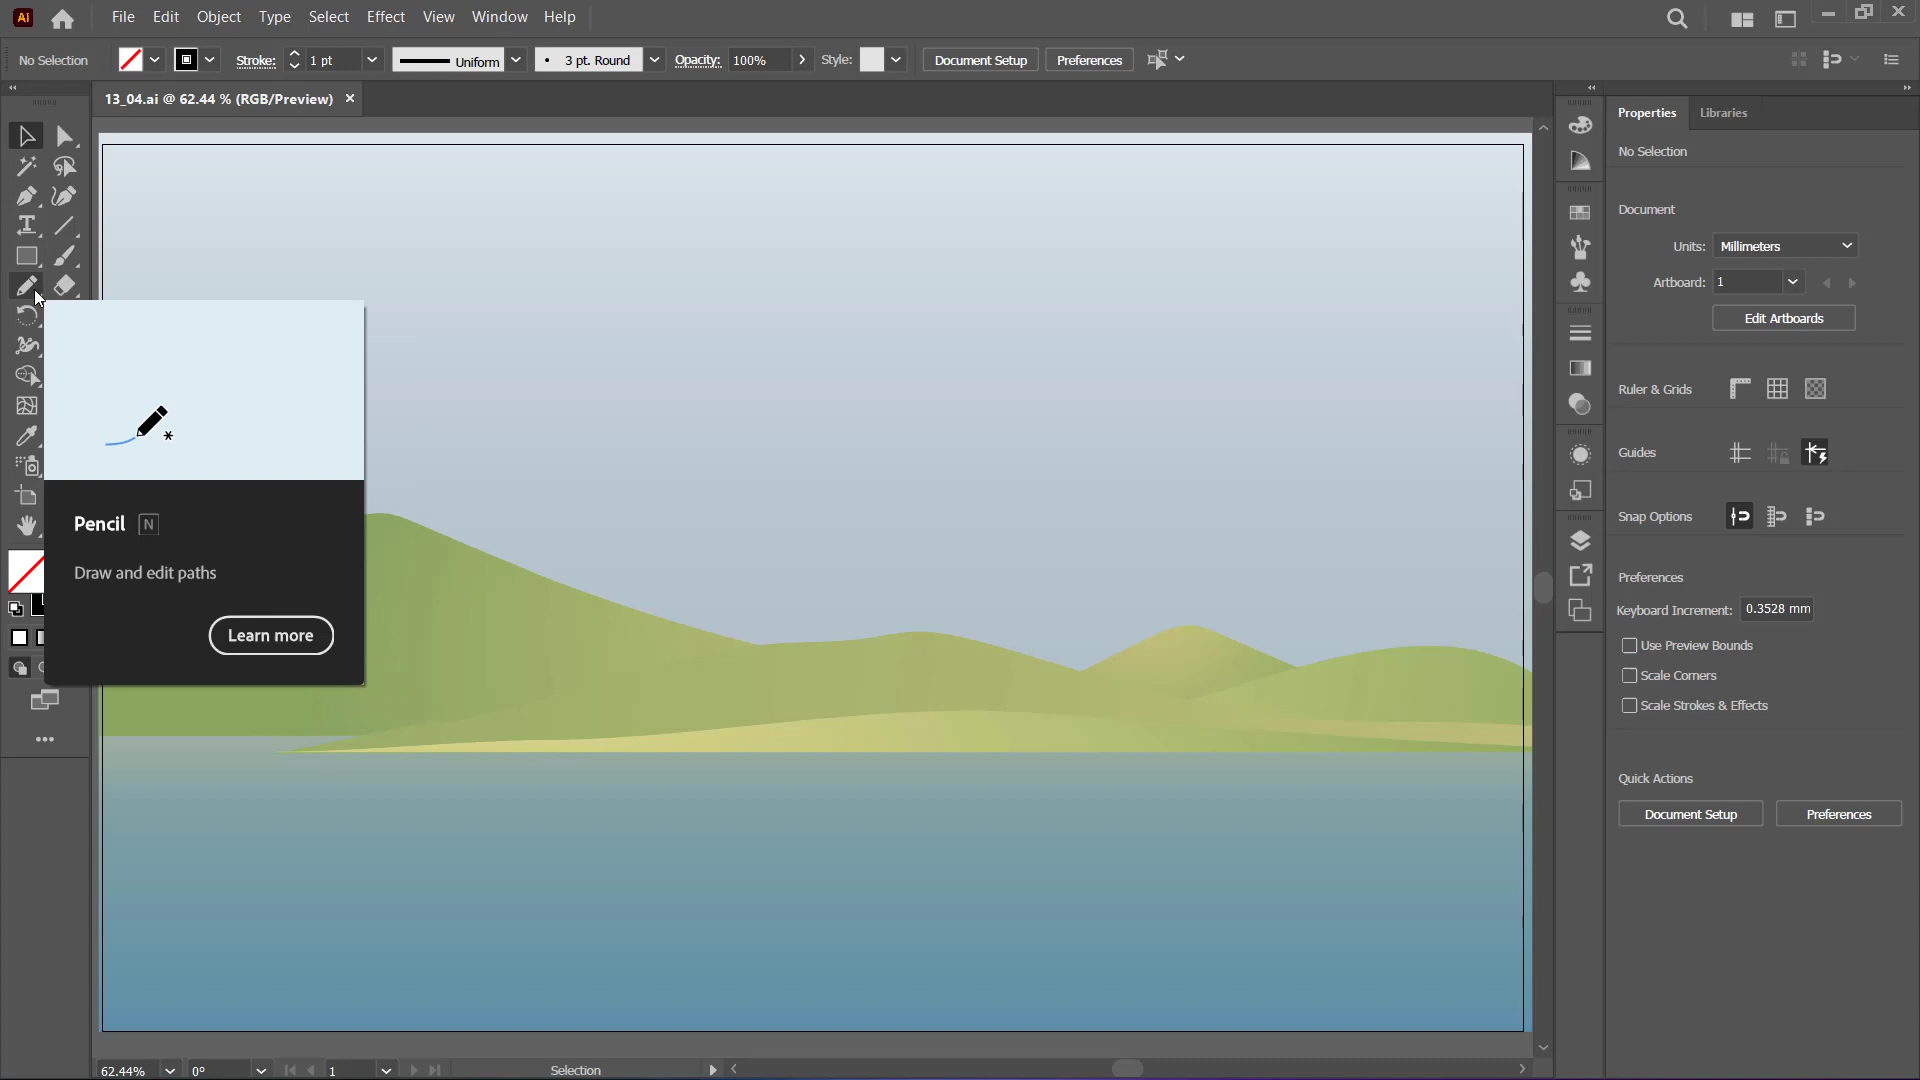 Ai File Edit Object Type Select Effect View Window Help
No Selection Stroke: 1 pt Uniform 3 pt. Round Opacity: 100% Style: Document Setup Preferences
13_04.ai @ 62.44 % (RGB/Preview)
Properties Libraries
No Selection
Document
Units: Millimeters
Artboard: 1
Edit Artboards
Ruler & Grids
Guides
Snap Options
Pencil N
Draw and edit paths
Learn more
Preferences
Keyboard Increment: 0.3528 mm
Use Preview Bounds
Scale Corners
Scale Strokes & Effects
Quick Actions
Document Setup Preferences
62.44% 0° 1 Selection